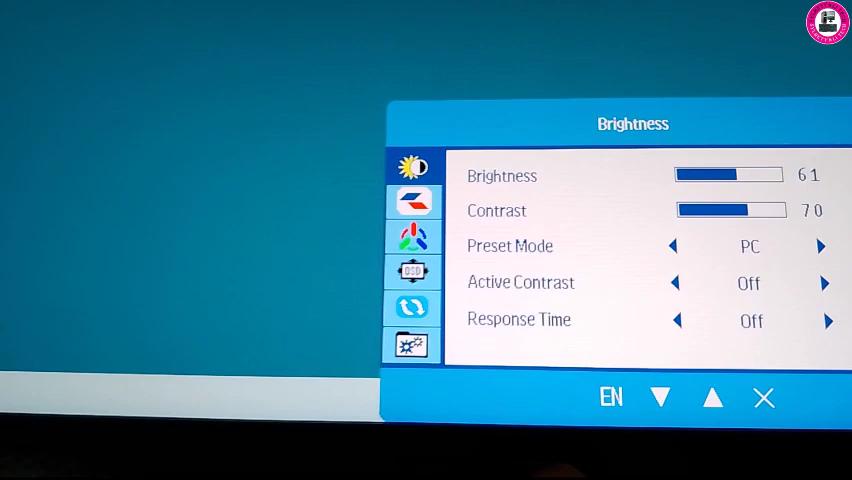 Brightness
Brightness 61
Contrast 70
Preset Mode PC
OSD
Active Contrast Off
Response Time Off
EN